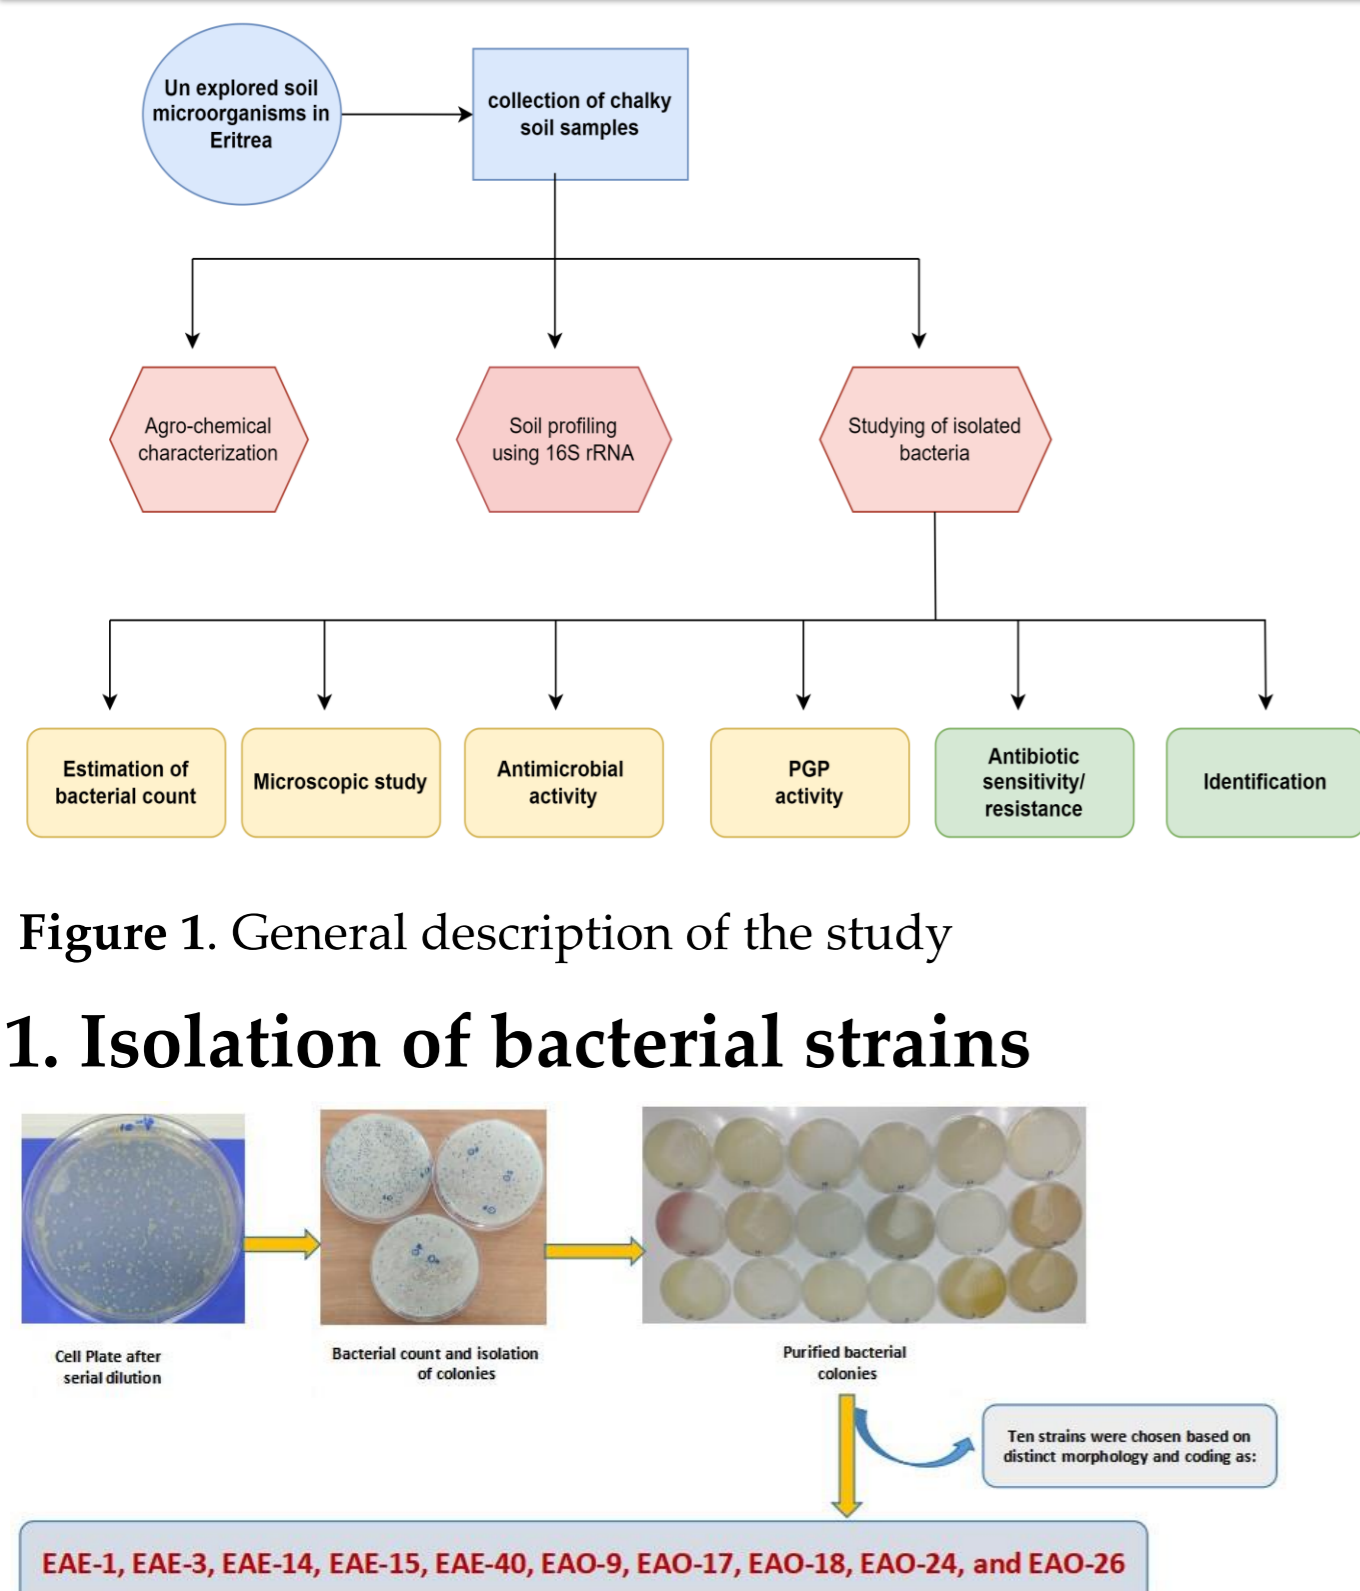 Un explored soil
microorganisms in
Eritrea
collection of chalky
soil samples
Agro-chemical
characterization
Soil profiling
using 16S rRNA
Studying of isolated
bacteria
Estimation of
bacterial count
Microscopic study
Antimicrobial
activity
PGP
activity
Antibiotic
sensitivity/
resistance
Identification
Figure 1. General description of the study
1. Isolation of bacterial strains
Cell Plate after
serial dilution
Bacterial count and isolation
of colonies
Purified bacterial
colonies
Ten strains were chosen based on
distinct morphology and coding as:
EAE-1, EAE-3, EAE-14, EAE-15, EAE-40, EAO-9, EAO-17, EAO-18, EAO-24, and EAO-26